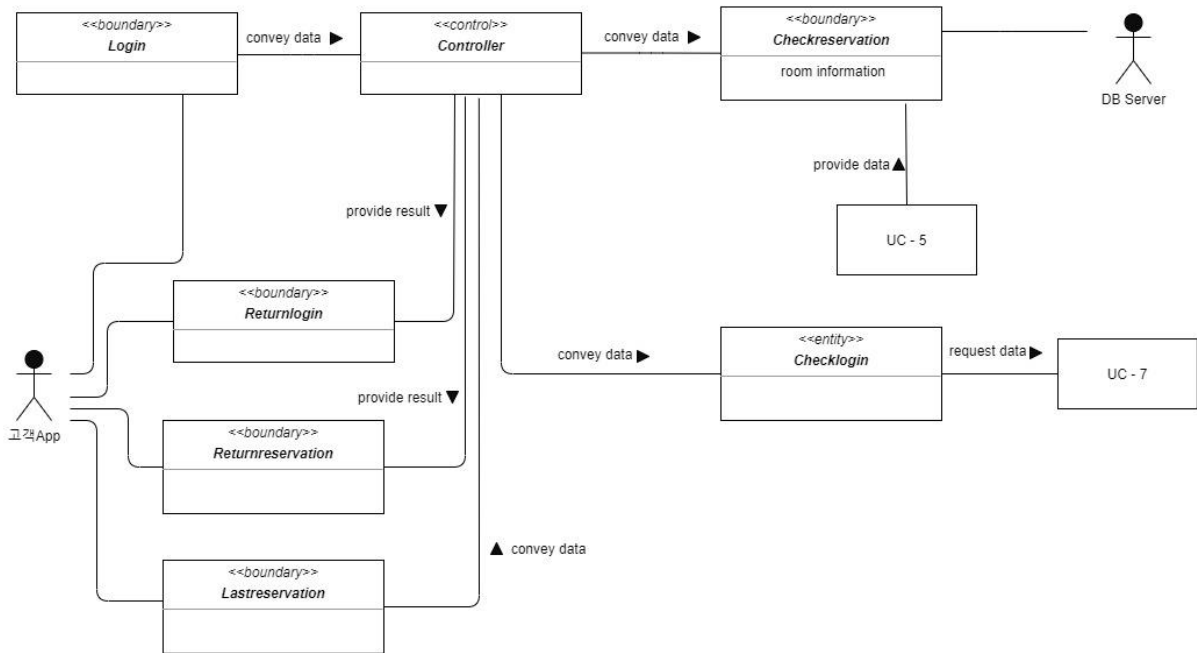 <<boundary>>
Login
convey data ▶
<<control>>
Controller
convey data ▶
<<boundary>>
Checkreservation
room information
DB Server
provide data ▲
UC - 5
provide result ▼
<<boundary>>
Returnlogin
convey data ▶
<<entity>>
Checklogin
request data ▶
UC - 7
provide result ▼
고객App
<<boundary>>
Returnreservation
▲ convey data
<<boundary>>
Lastreservation